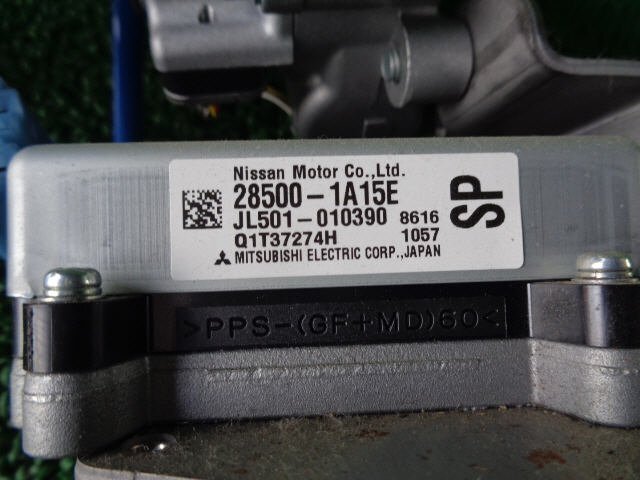 Nissan Motor Co.,Ltd.
28500-1A15E
JL501-010390 8616
Q1T37274H 1057
MITSUBISHI ELECTRIC CORP.,JAPAN
SP
>PPS-(GF+MD)60<